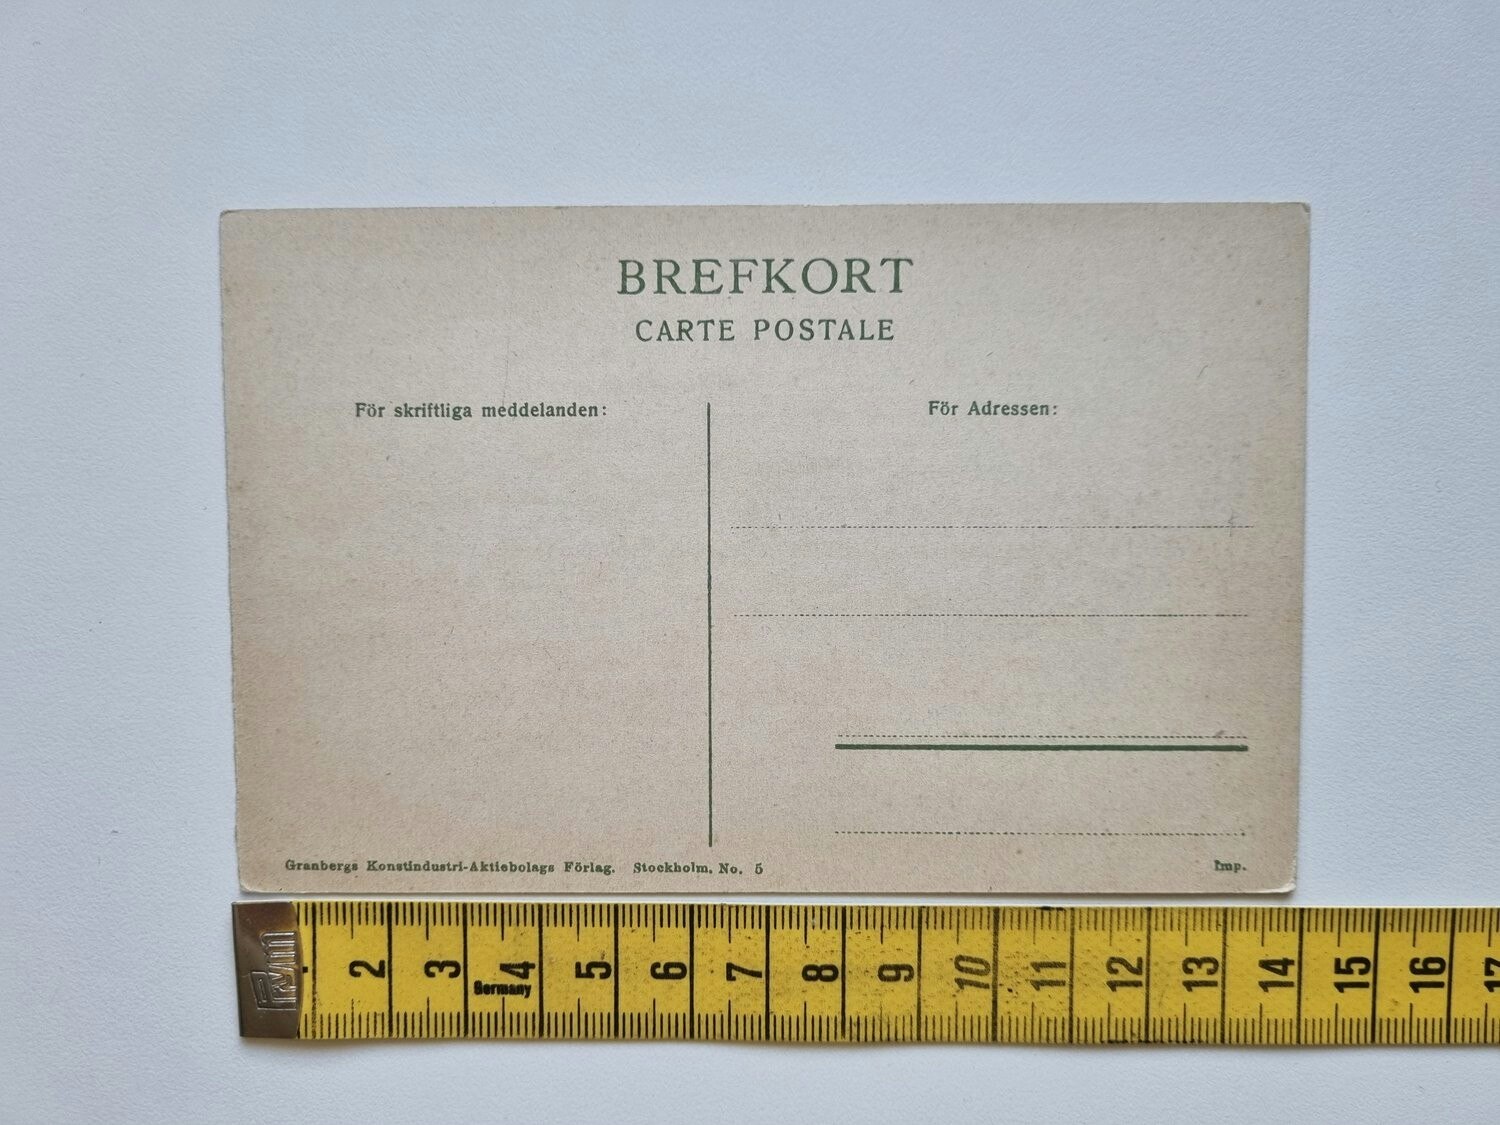 BREFKORT
CARTE POSTALE
För skriftliga meddelanden:
För Adressen:
Granbergs Konstindustri-Aktiebolags Förlag. Stockholm. No. 5
Imp.
Prym
2 3 4 5 6 7 8 9 10 11 12 13 14 15 16 17
Germany